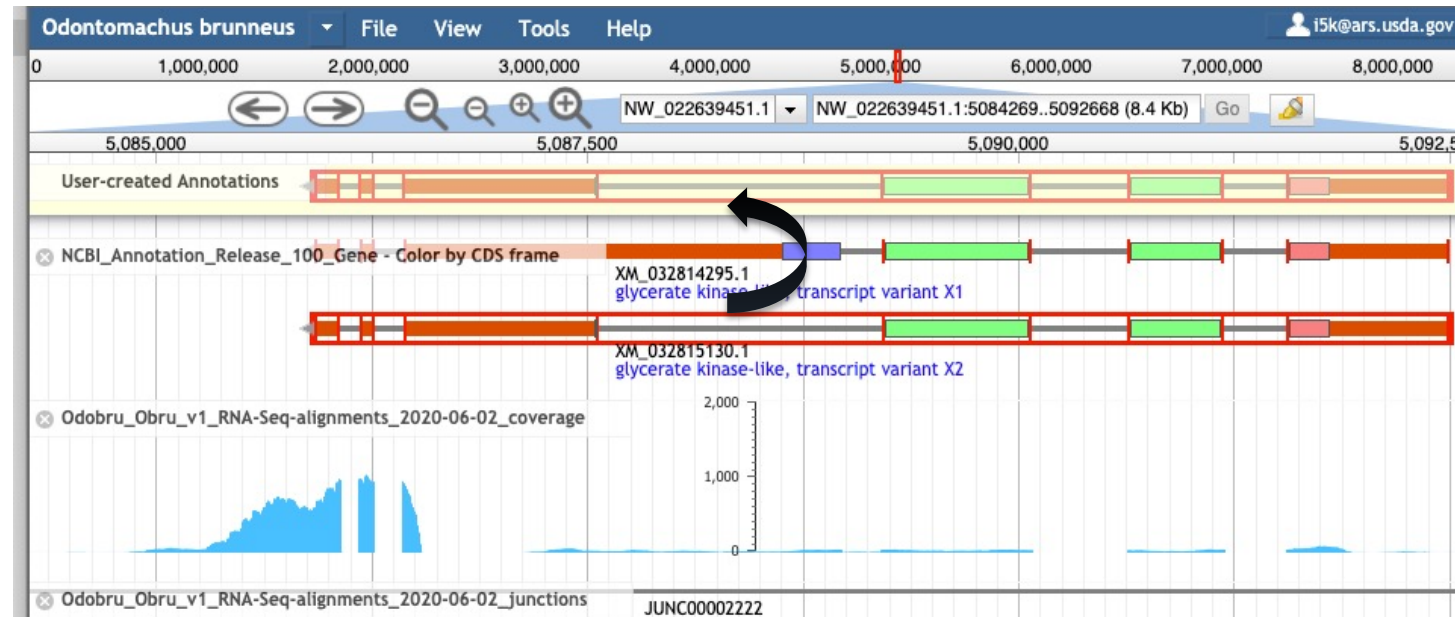 Odontomachus brunneus File View Tools Help i5k@ars.usda.gov
0 1,000,000 2,000,000 3,000,000 4,000,000 5,000,000 6,000,000 7,000,000 8,000,000
NW_022639451.1 NW_022639451.1:5084269..5092668 (8.4 Kb) Go
5,085,000 5,087,500 5,090,000 5,092,5
User-created Annotations
NCBI_Annotation_Release_100_Gene - Color by CDS frame
XM_032814295.1
glycerate kinase-like, transcript variant X1
XM_032815130.1
glycerate kinase-like, transcript variant X2
Odobru_Obru_v1_RNA-Seq-alignments_2020-06-02_coverage
2,000
1,000
0
Odobru_Obru_v1_RNA-Seq-alignments_2020-06-02_junctions
JUNC00002222